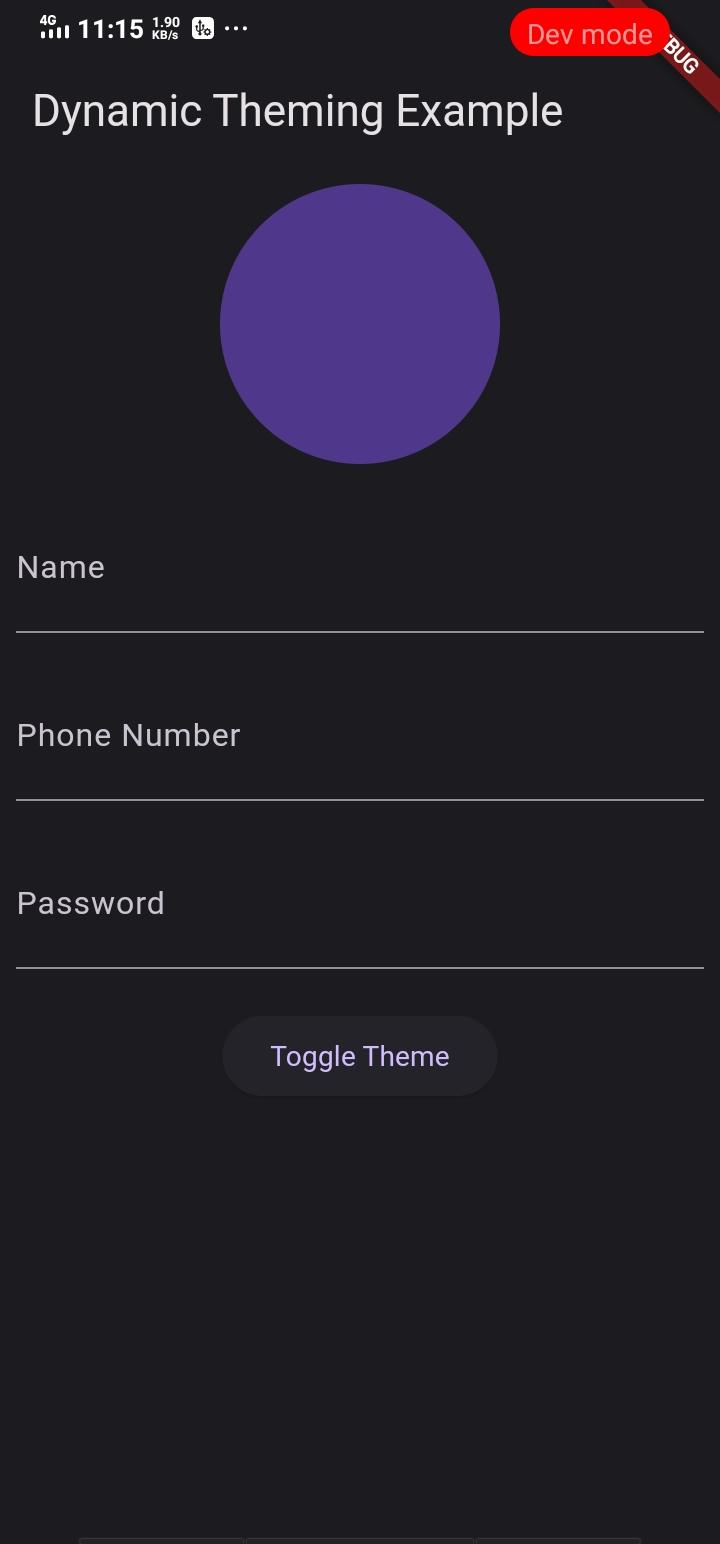 4G 11:15 1.90 KB/s ... Dev mode
BUG
Dynamic Theming Example
Name
Phone Number
Password
Toggle Theme